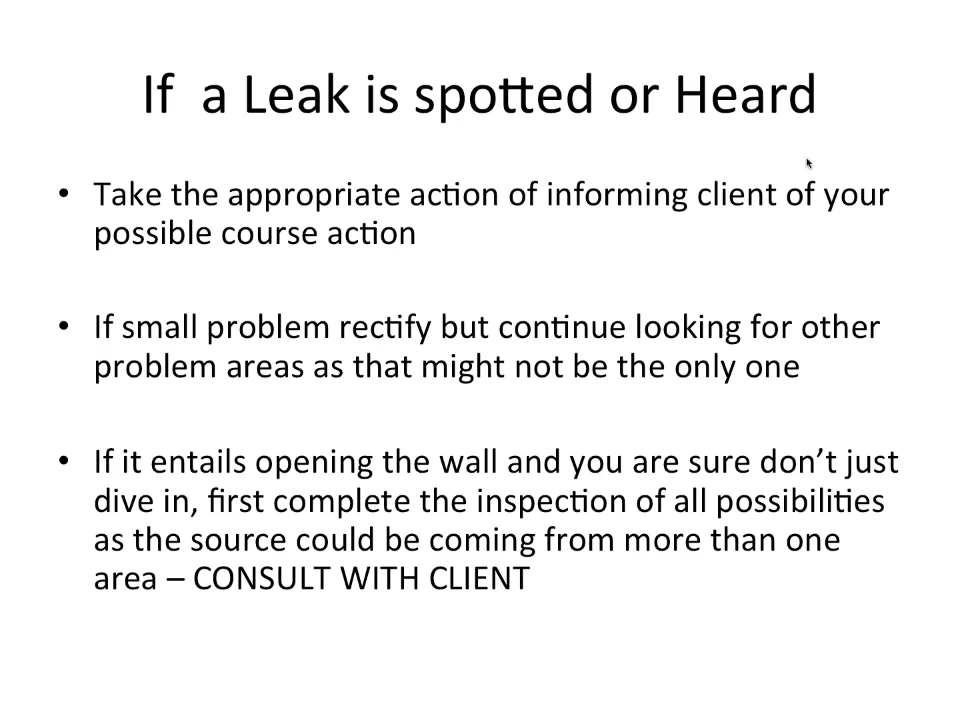 If  a Leak is spotted or Heard
• Take the appropriate action of informing client of your
possible course action
• If small problem rectify but continue looking for other
problem areas as that might not be the only one
• If it entails opening the wall and you are sure don’t just
dive in, first complete the inspection of all possibilities
as the source could be coming from more than one
area – CONSULT WITH CLIENT